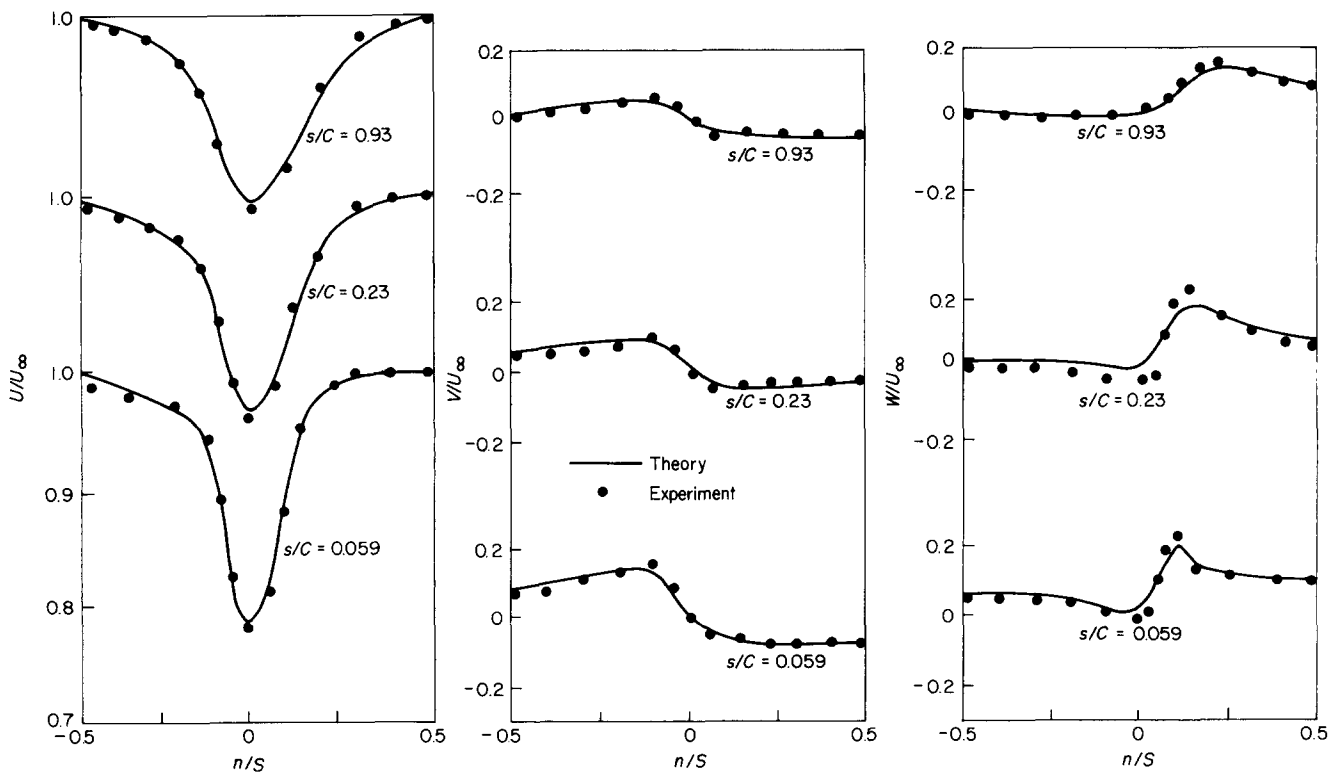 1.0
s/C = 0.93
1.0
s/C = 0.23
1.0
0.9
s/C = 0.059
0.8
0.7
U/U∞
−0.5
0
0.5
n/S
0.2
0
s/C = 0.93
−0.2
0.2
0
s/C = 0.23
−0.2
Theory
Experiment
0.2
0
s/C = 0.059
−0.2
V/U∞
−0.5
0
0.5
n/S
0.2
0
s/C = 0.93
−0.2
0.2
0
s/C = 0.23
−0.2
0.2
0
s/C = 0.059
−0.2
W/U∞
−0.5
0
0.5
n/S